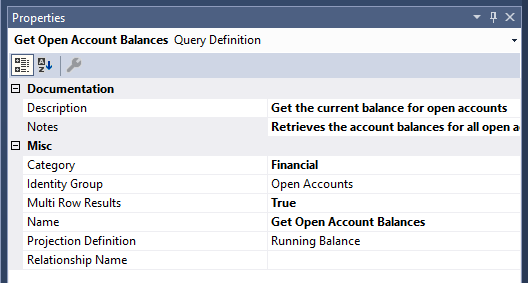 Properties
Get Open Account Balances Query Definition
Documentation
Description Get the current balance for open accounts
Notes Retrieves the account balances for all open a
Misc
Category Financial
Identity Group Open Accounts
Multi Row Results True
Name Get Open Account Balances
Projection Definition Running Balance
Relationship Name